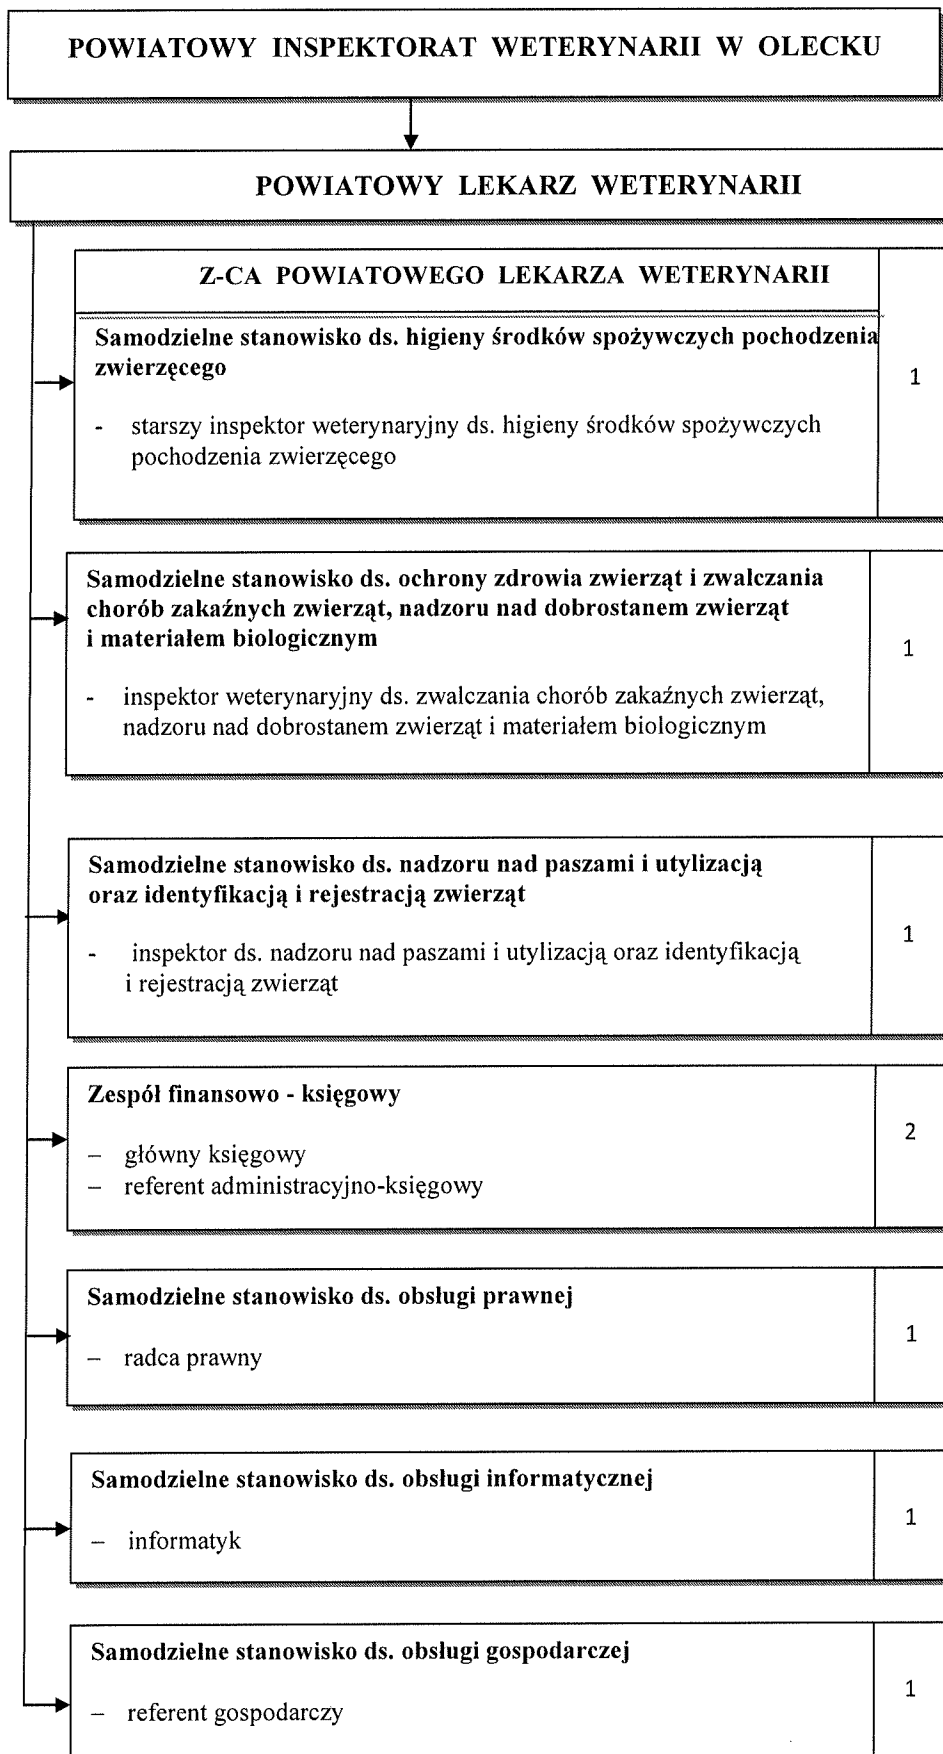 POWIATOWY INSPEKTORAT WETERYNARII W OLECKU
POWIATOWY LEKARZ WETERYNARII
Z-CA POWIATOWEGO LEKARZA WETERYNARII
Samodzielne stanowisko ds. higieny środków spożywczych pochodzenia
zwierzęcego
- starszy inspektor weterynaryjny ds. higieny środków spożywczych
pochodzenia zwierzęcego
1
Samodzielne stanowisko ds. ochrony zdrowia zwierząt i zwalczania
chorób zakaźnych zwierząt, nadzoru nad dobrostanem zwierząt
i materiałem biologicznym
- inspektor weterynaryjny ds. zwalczania chorób zakaźnych zwierząt,
nadzoru nad dobrostanem zwierząt i materiałem biologicznym
1
Samodzielne stanowisko ds. nadzoru nad paszami i utylizacją
oraz identyfikacją i rejestracją zwierząt
- inspektor ds. nadzoru nad paszami i utylizacją oraz identyfikacją
i rejestracją zwierząt
1
Zespół finansowo - księgowy
– główny księgowy
– referent administracyjno-księgowy
2
Samodzielne stanowisko ds. obsługi prawnej
– radca prawny
1
Samodzielne stanowisko ds. obsługi informatycznej
– informatyk
1
Samodzielne stanowisko ds. obsługi gospodarczej
– referent gospodarczy
1